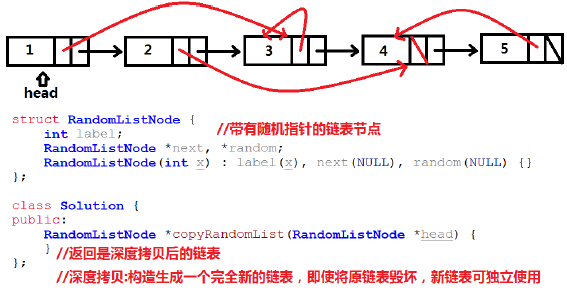 1 2 3 4 5
head
struct RandomListNode {
int label; //带有随机指针的链表节点
RandomListNode *next, *random;
RandomListNode(int x) : label(x), next(NULL), random(NULL) {}
};
class Solution {
public:
RandomListNode *copyRandomList(RandomListNode *head) {
} //返回是深度拷贝后的链表
};
//深度拷贝:构造生成一个完全新的链表，即使将原链表毁坏，新链表可独立使用